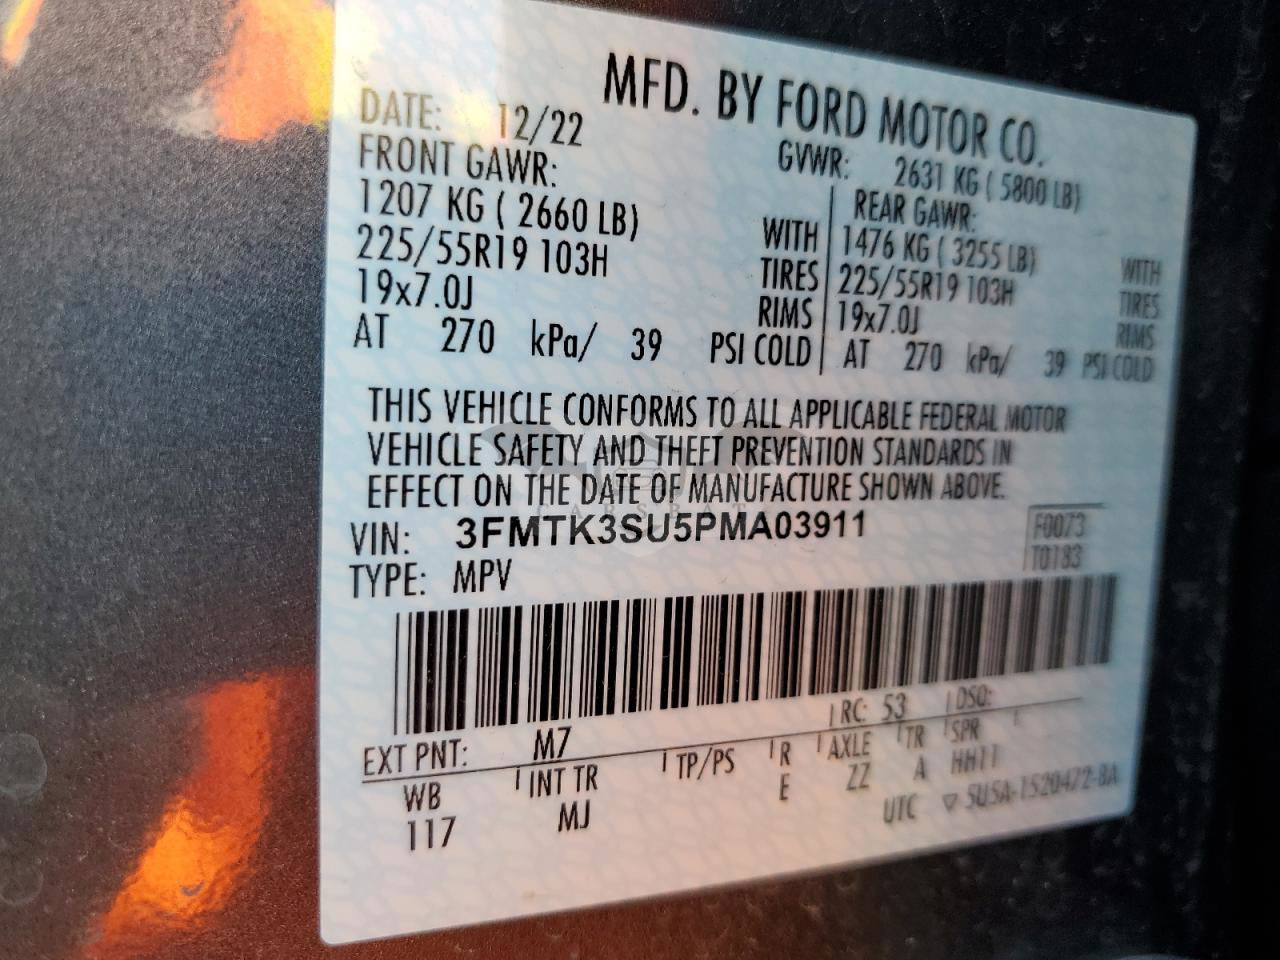 MFD. BY FORD MOTOR CO.
DATE: 12/22
GVWR: 2631 KG ( 5800 LB)
FRONT GAWR:
1207 KG ( 2660 LB) WITH
225/55R19 103H TIRES
19x7.0J RIMS
AT 270 kPa/ 39 PSI COLD
REAR GAWR:
1476 KG ( 3255 LB) WITH
225/55R19 103H TIRES
19x7.0J RIMS
AT 270 kPa/ 39 PSI COLD
THIS VEHICLE CONFORMS TO ALL APPLICABLE FEDERAL MOTOR
VEHICLE SAFETY AND THEFT PREVENTION STANDARDS IN
EFFECT ON THE DATE OF MANUFACTURE SHOWN ABOVE.
CARSBAT
VIN: 3FMTK3SU5PMA03911
F0073
TYPE: MPV
T0183
EXT PNT: M7 RC: 53 DSO:
WB INT TR TP/PS R AXLE TR SPR
117 MJ E ZZ A HH11
UTC ▽ SU5A-1520472-BA